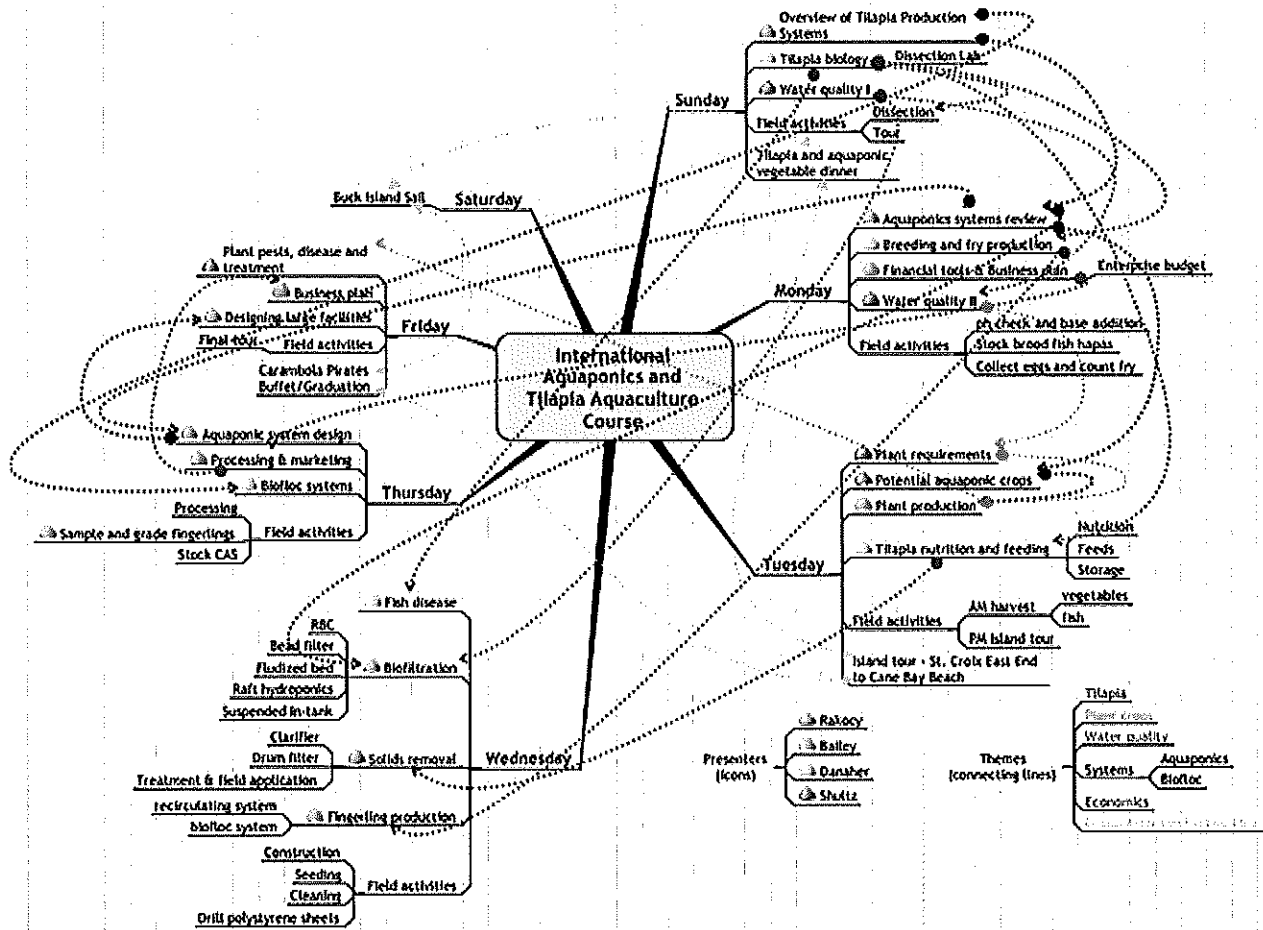 International
Aquaponics and
Tilapia Aquaculture
Course
Sunday
Overview of Tilapia Production
Systems
Tilapia biology
Dissection Lab
Water quality I
Field activities
Dissection
Tour
Tilapia and aquaponic
vegetable dinner
Monday
Aquaponics systems review
Breeding and fry production
Financial tools & Business plan
Enterprise budget
Water quality II
Field activities
ph check and base addition
Stock brood fish hapas
Collect eggs and count fry
Tuesday
Plant requirements
Potential aquaponic crops
Plant production
Tilapia nutrition and feeding
Nutrition
Feeds
Storage
Field activities
AM harvest
vegetables
fish
PM Island tour
Island tour - St. Croix East End
to Cane Bay Beach
Wednesday
Fish disease
Biofiltration
RBC
Bead filter
Fludized bed
Raft hydroponics
Suspended in-tank
Solids removal
Clarifier
Drum filter
Treatment & field application
Fingerling production
recirculating system
biofloc system
Field activities
Construction
Seeding
Cleaning
Drill polystyrene sheets
Thursday
Aquaponic system design
Processing & marketing
Biofloc systems
Field activities
Processing
Sample and grade fingerlings
Stock CAS
Friday
Plant pests, disease and
treatment
Business plan
Designing large facilities
Field activities
Final tour
Carambola Pirates
Buffet/Graduation
Saturday
Buck Island Sail
Presenters
(icons)
Rakocy
Bailey
Danaher
Shultz
Themes
(connecting lines)
Tilapia
Plant crops
Water quality
Systems
Aquaponics
Biofloc
Economics